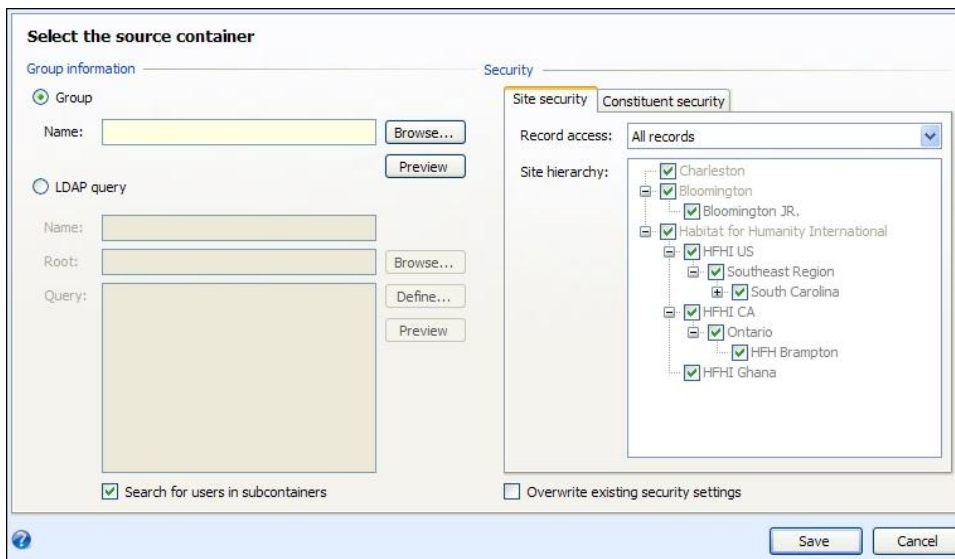 Select the source container
Group information
Group
Name:
Browse...
Preview
LDAP query
Name:
Root:
Browse...
Query:
Define...
Preview
Search for users in subcontainers
Security
Site security
Constituent security
Record access:
All records
Site hierarchy:
Charleston
Bloomington
Bloomington JR.
Habitat for Humanity International
HFHI US
Southeast Region
South Carolina
HFHI CA
Ontario
HFH Brampton
HFHI Ghana
Overwrite existing security settings
?
Save
Cancel